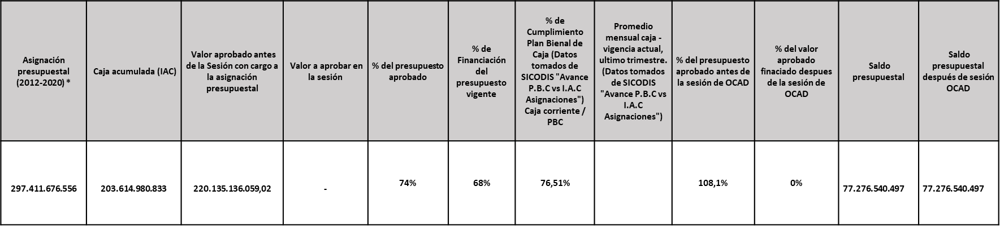 Asignación
presupuestal
(2012-2020) *
Caja acumulada (IAC)
Valor aprobado antes
de la Sesión con cargo a
la asignación
presupuestal
Valor a aprobar en
la sesión
% del presupuesto
aprobado
% de
Financiación
del
presupuesto
vigente
% de
Cumplimiento
Plan Bienal de
Caja (Datos
tomados de
SICODIS "Avance
P.B.C vs I.A.C
Asignaciones")
Caja corriente /
PBC
Promedio
mensual caja -
vigencia actual,
ultimo trimestre.
(Datos tomados
de SICODIS
"Avance P.B.C vs
I.A.C
Asignaciones")
% del presupuesto
aprobado antes de
la sesión de OCAD
% del valor
aprobado
finaciado despues
de la sesión de
OCAD
Saldo
presupuestal
Saldo
presupuestal
después de sesión
OCAD
297.411.676.556
203.614.980.833
220.135.136.059,02
-
74%
68%
76,51%
108,1%
0%
77.276.540.497
77.276.540.497